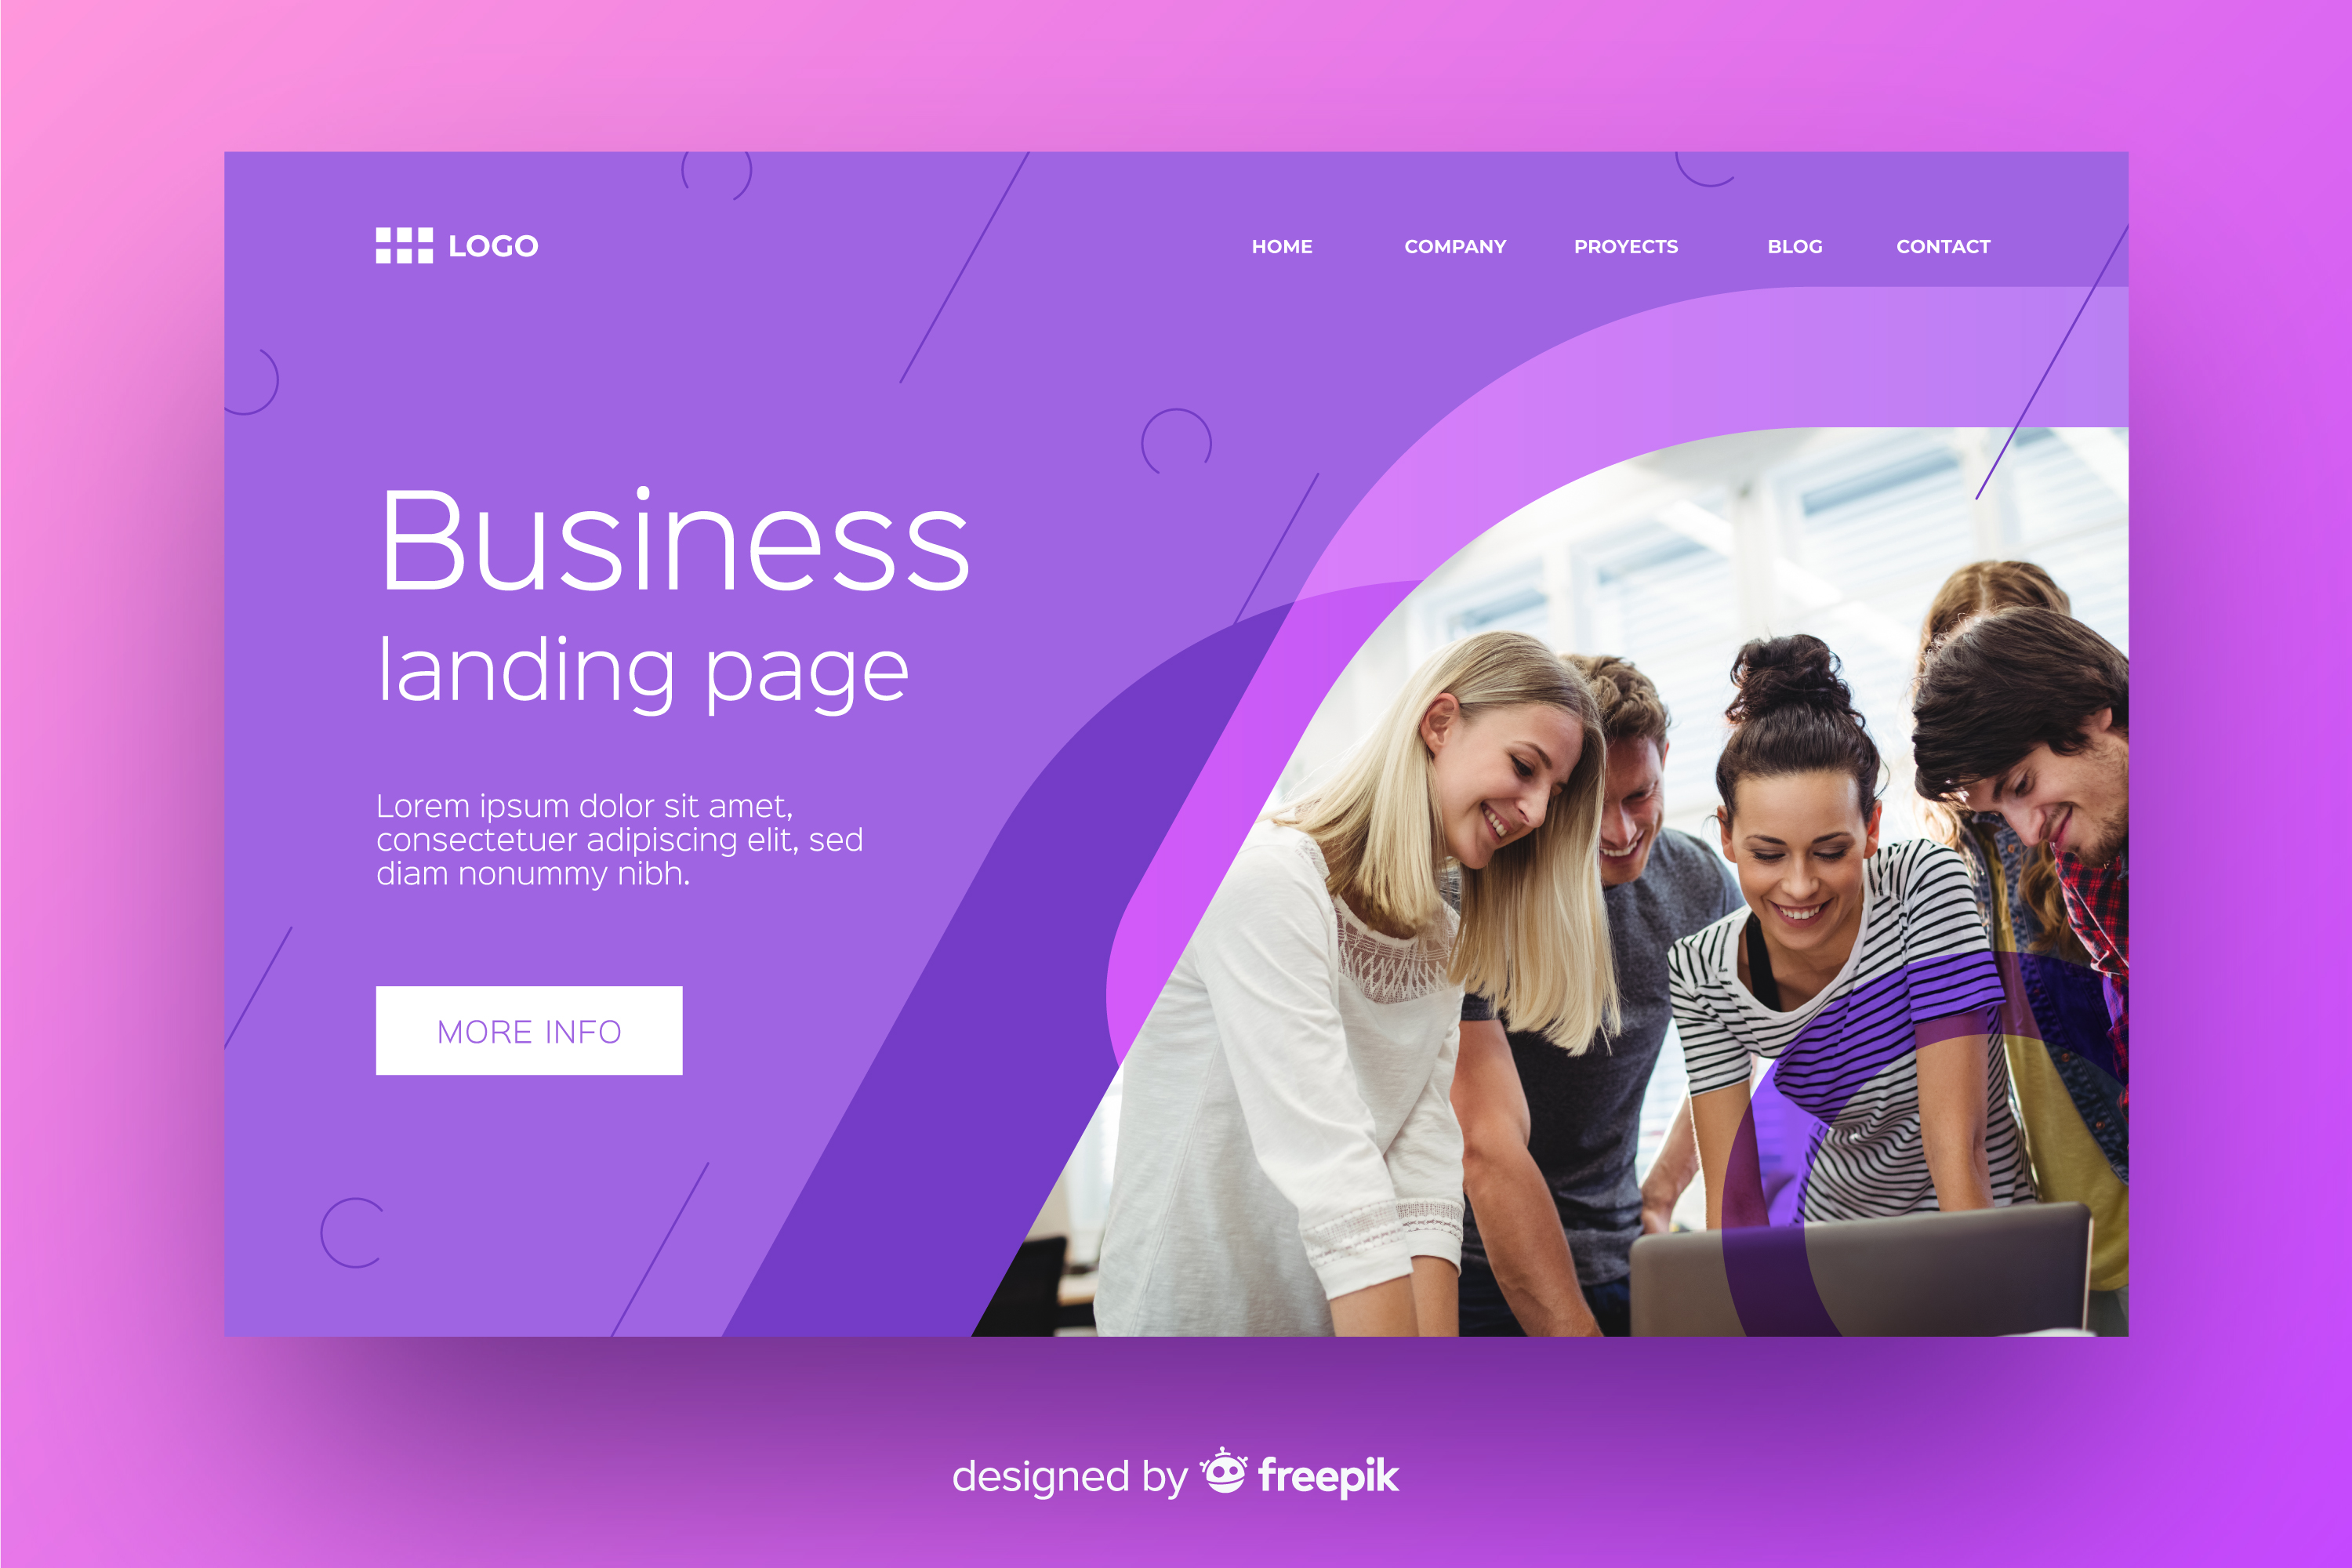 LOGO
HOME COMPANY PROYECTS BLOG CONTACT
Business
landing page
Lorem ipsum dolor sit amet,
consectetuer adipiscing elit, sed
diam nonummy nibh.
MORE INFO
designed by freepik